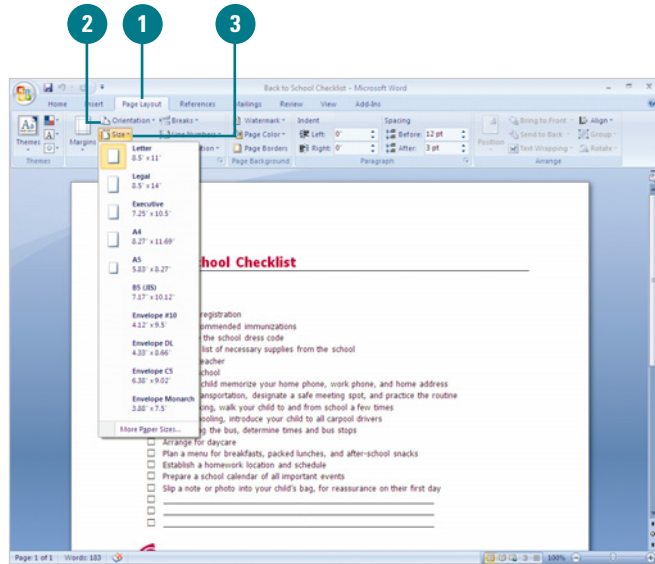 2 1 3
Back to School Checklist - Microsoft Word
Home Insert Page Layout References Mailings Review View Add-Ins
Orientation Breaks Watermark Indent Spacing Bring to Front Align
Themes Margins Size Line Numbers Page Color Left: 0" Before: 12 pt Position Send to Back Group
Page Borders Right: 0" After: 3 pt Text Wrapping Rotate
Themes Page Background Paragraph Arrange
Letter
8.5" x 11"
Legal
8.5" x 14"
Executive
7.25" x 10.5"
A4
8.27" x 11.69"
A5
5.83" x 8.27"
B5 (JIS)
7.17" x 10.12"
Envelope #10
4.12" x 9.5"
Envelope DL
4.33" x 8.66"
Envelope C5
6.38" x 9.02"
Envelope Monarch
3.88" x 7.5"
More Paper Sizes...
hool Checklist
registration
ommended immunizations
the school dress code
list of necessary supplies from the school
eacher
chool
child memorize your home phone, work phone, and home address
ansportation, designate a safe meeting spot, and practice the routine
king, walk your child to and from school a few times
ooling, introduce your child to all carpool drivers
ng the bus, determine times and bus stops
Arrange for daycare
Plan a menu for breakfasts, packed lunches, and after-school snacks
Establish a homework location and schedule
Prepare a school calendar of all important events
Slip a note or photo into your child's bag, for reassurance on their first day
Page: 1 of 1 Words: 183 100%